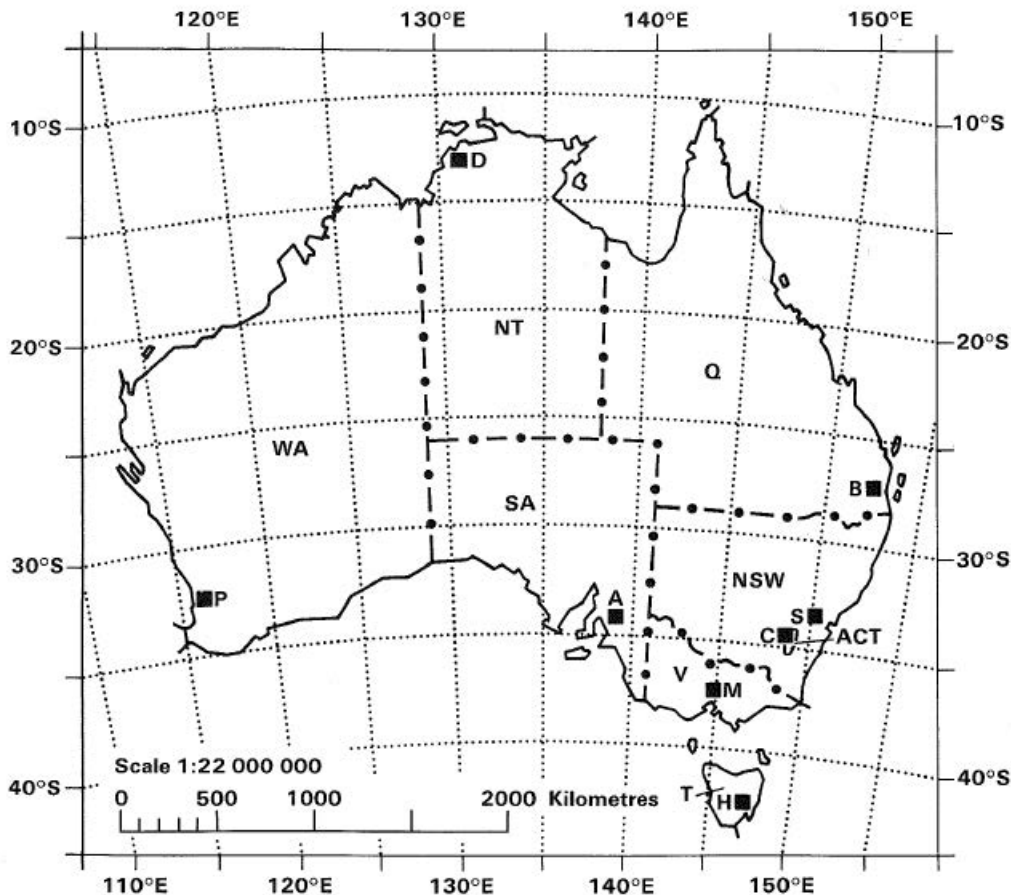 120°E 130°E 140°E 150°E
10°S 10°S
D
NT
20°S 20°S
Q
WA
B
SA
30°S 30°S
NSW
P A S
C ACT
V
M
Scale 1:22 000 000
40°S 40°S
T H
0 500 1000 2000 Kilometres
110°E 120°E 130°E 140°E 150°E